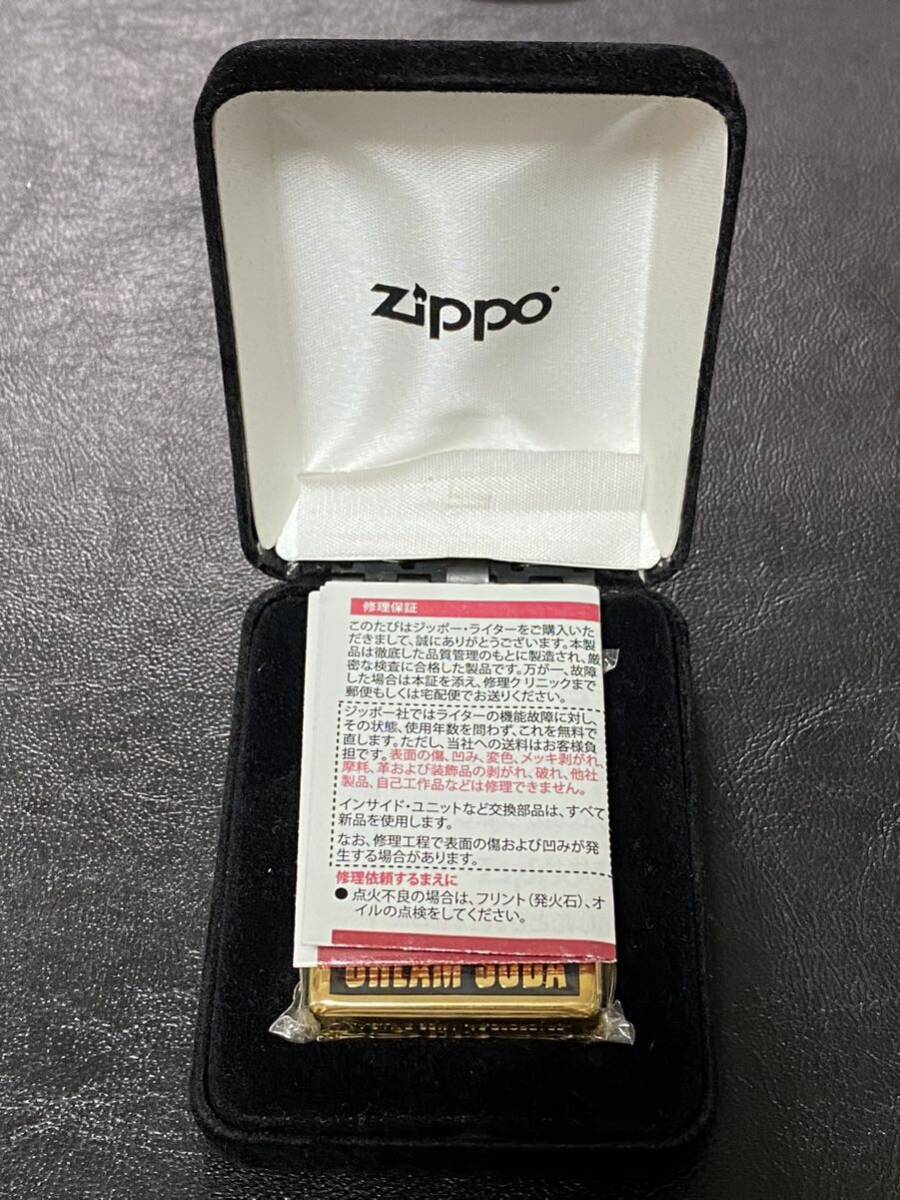 zippo
修理保証
このたびはジッポー・ライターをご購入いた
だきまして、誠にありがとうございます。本製
品は徹底した品質管理のもとに製造され、厳
密な検査に合格した製品です。万が一、故障
した場合は本証を添え、修理クリニックまで
郵便もしくは宅配便でお送りください。
ジッポー社ではライターの機能故障に対し、
その状態、使用年数を問わず、これを無料で
直します。ただし、当社への送料はお客様負
担です。表面の傷、凹み、変色、メッキ剥がれ、
摩耗、革および装飾品の剥がれ、破れ、他社
製品、自己工作品などは修理できません。
インサイド・ユニットなど交換部品は、すべて
新品を使用します。
なお、修理工程で表面の傷および凹みが発
生する場合があります。
修理依頼するまえに
● 点火不良の場合は、フリント(発火石)、オ
イルの点検をしてください。
CREAM SODA